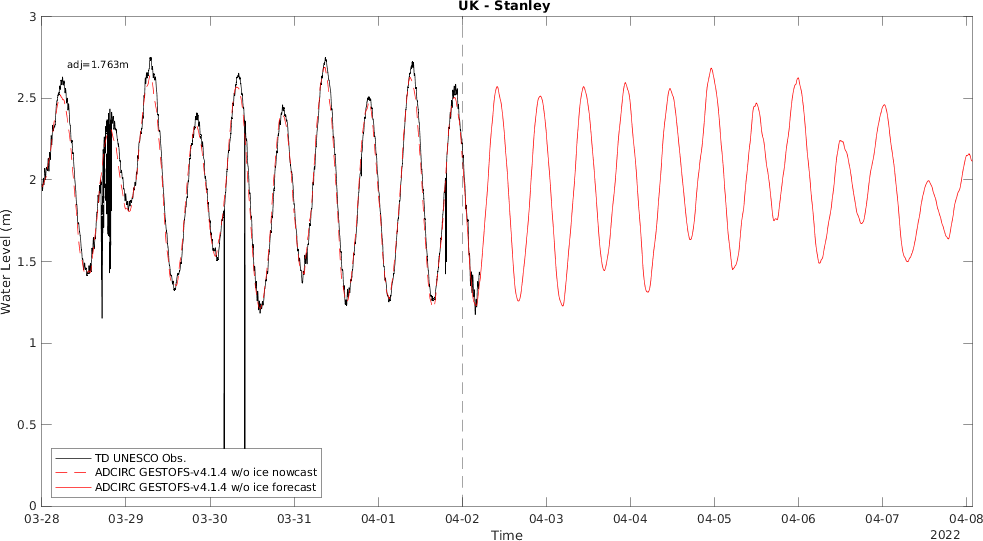 UK - Stanley
adj=1.763m
3
2.5
2
1.5
1
0.5
0
Water Level (m)
TD UNESCO Obs.
ADCIRC GESTOFS-v4.1.4 w/o ice nowcast
ADCIRC GESTOFS-v4.1.4 w/o ice forecast
03-28 03-29 03-30 03-31 04-01 04-02 04-03 04-04 04-05 04-06 04-07 04-08
Time
2022